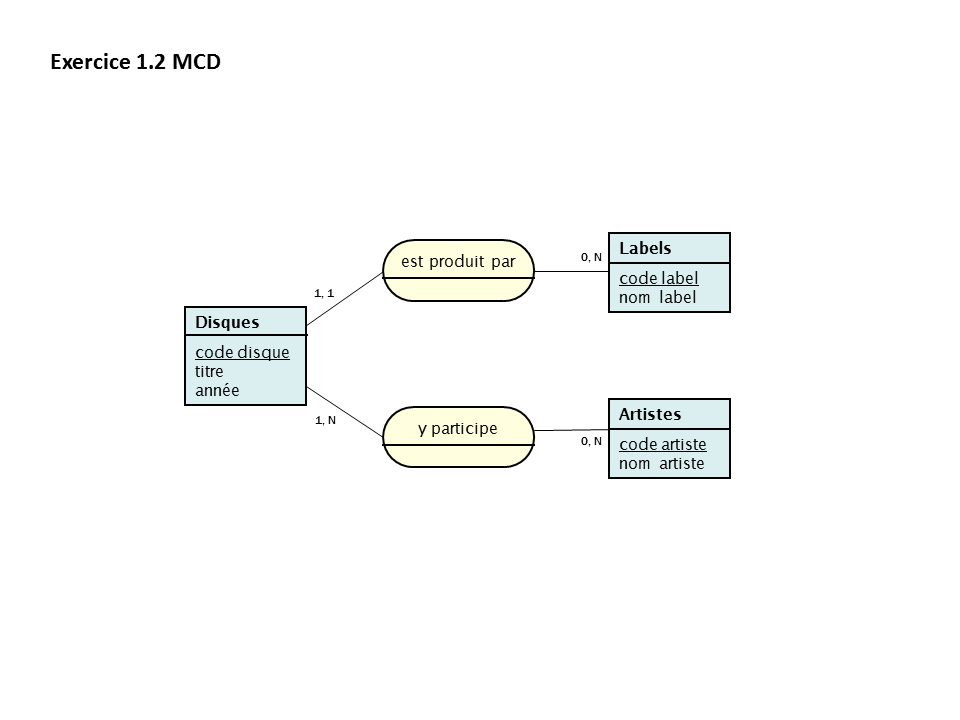 Exercice 1.2 MCD
est produit par
0, N
Labels
code label
nom label
1, 1
Disques
code disque
titre
année
1, N
y participe
0, N
Artistes
code artiste
nom artiste